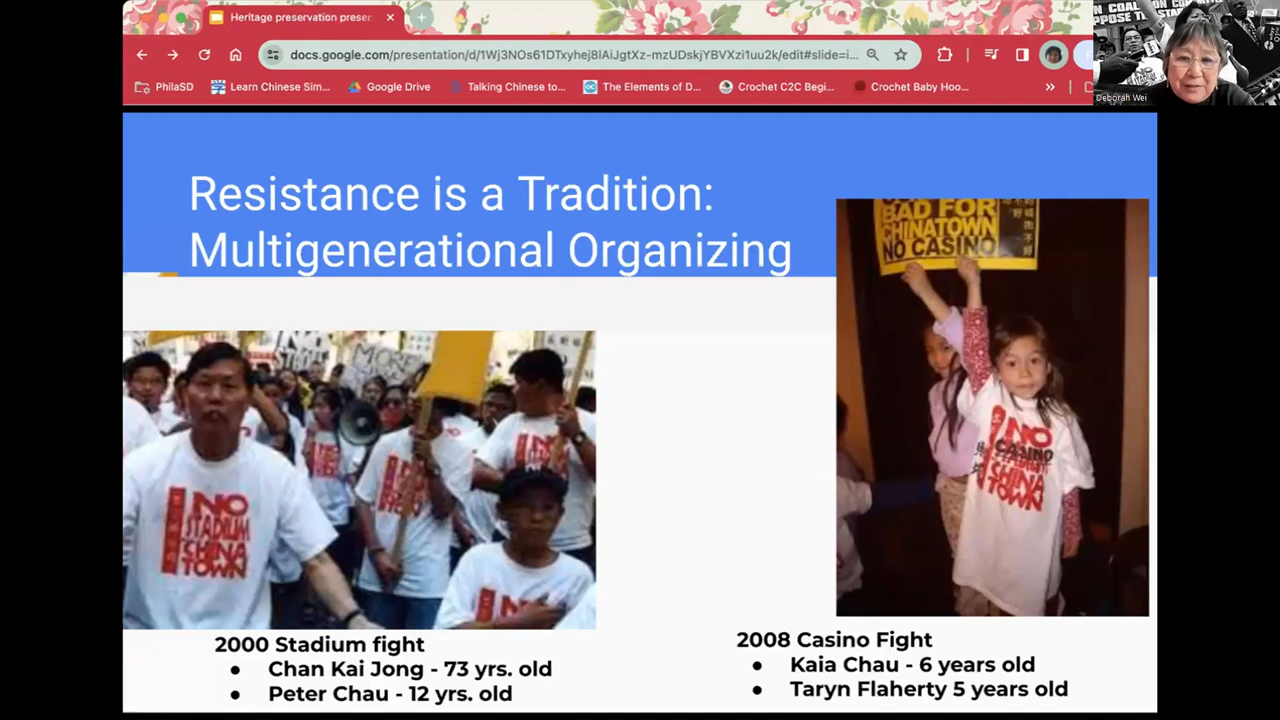 Heritage preservation preser
docs.google.com/presentation/d/1Wj3NOs61DTxyhej8IAiJgtXz-mzUDskjYBVXzi1uu2k/edit#slide=i...
PhilaSD
Learn Chinese Sim...
Google Drive
Talking Chinese to...
The Elements of D...
Crochet C2C Begi...
Crochet Baby Hoo...
»
Deborah Wei
Resistance is a Tradition:
Multigenerational Organizing
BAD FOR
CHINATOWN
NO CASINO
MORE
NO
STADIUM
CHINA
TOWN
NO
CASINO
STADIUM
CHINA
TOWN
2000 Stadium fight
● Chan Kai Jong - 73 yrs. old
● Peter Chau - 12 yrs. old
2008 Casino Fight
● Kaia Chau - 6 years old
● Taryn Flaherty 5 years old